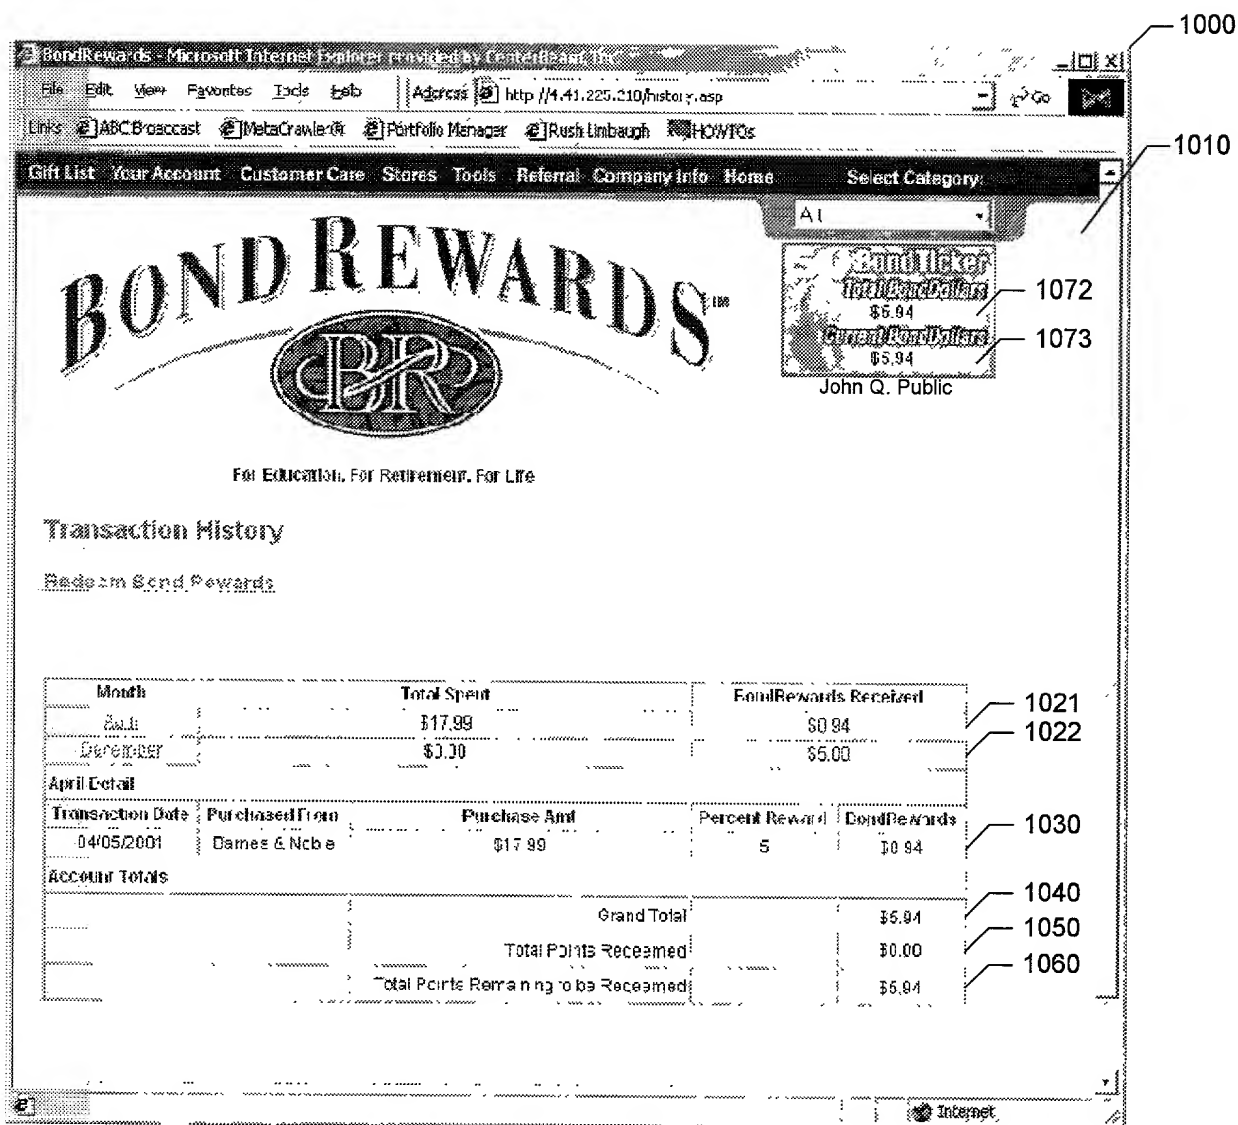 1000
BondRewards - Microsoft Internet Explorer provided by CenterBeam, Inc.
File Edit View Favorites Tools Help Address http //4.41.225.210/history.asp Go
Links ABC Broadcast MetaCrawler® Portfolio Manager Rush Limbaugh HOWTOs
1010
Gift List Your Account Customer Care Stores Tools Referral Company Info Home Select Category:
All
BOND REWARDS
BR
Bond Ticker
Total BondDollars 1072
$5.94
Current BondDollars 1073
$5.94
John Q. Public
For Education. For Retirement. For Life
Transaction History
Redeem Bond Rewards
Month Total Spent BondRewards Received
April $17.99 $0.94 1021
December $0.00 $5.00 1022
April Detail
Transaction Date Purchased From Purchase Amt Percent Reward BondRewards
04/05/2001 Barnes & Noble $17.99 5 $0.94 1030
Account Totals
Grand Total $5.94 1040
Total Points Redeemed $0.00 1050
Total Points Remaining to be Redeemed $5.94 1060
Internet